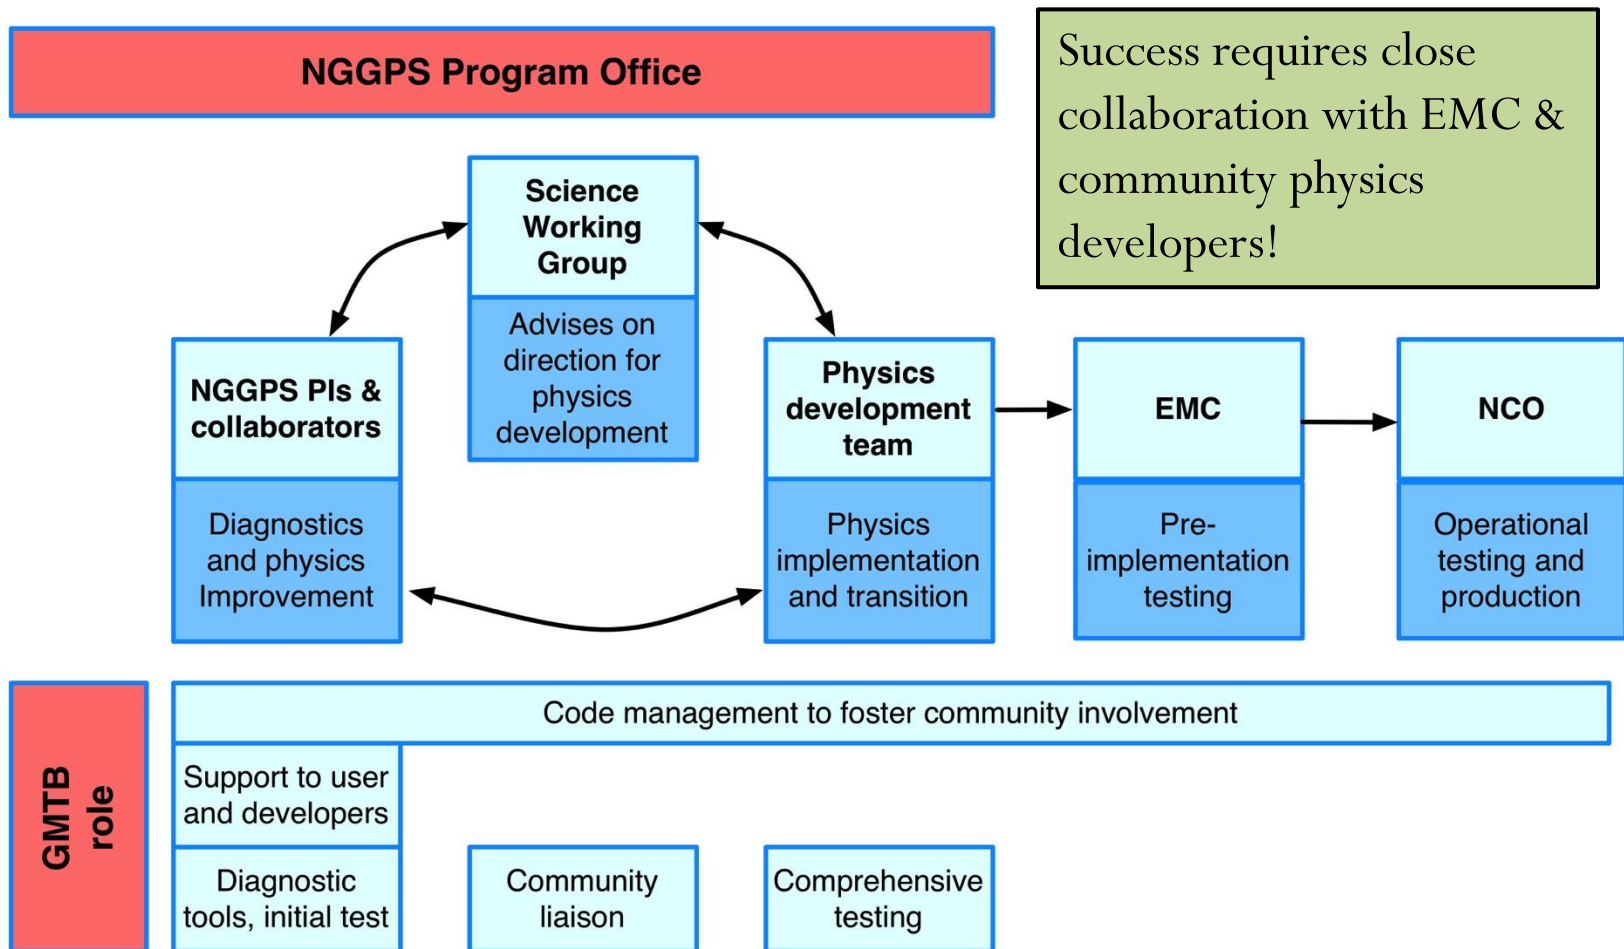 NGGPS Program Office
Success requires close
collaboration with EMC &
community physics
developers!
Science
Working
Group
Advises on
direction for
physics
development
NGGPS PIs &
collaborators
Diagnostics
and physics
Improvement
Physics
development
team
Physics
implementation
and transition
EMC
Pre-
implementation
testing
NCO
Operational
testing and
production
GMTB
role
Code management to foster community involvement
Support to user
and developers
Diagnostic
tools, initial test
Community
liaison
Comprehensive
testing